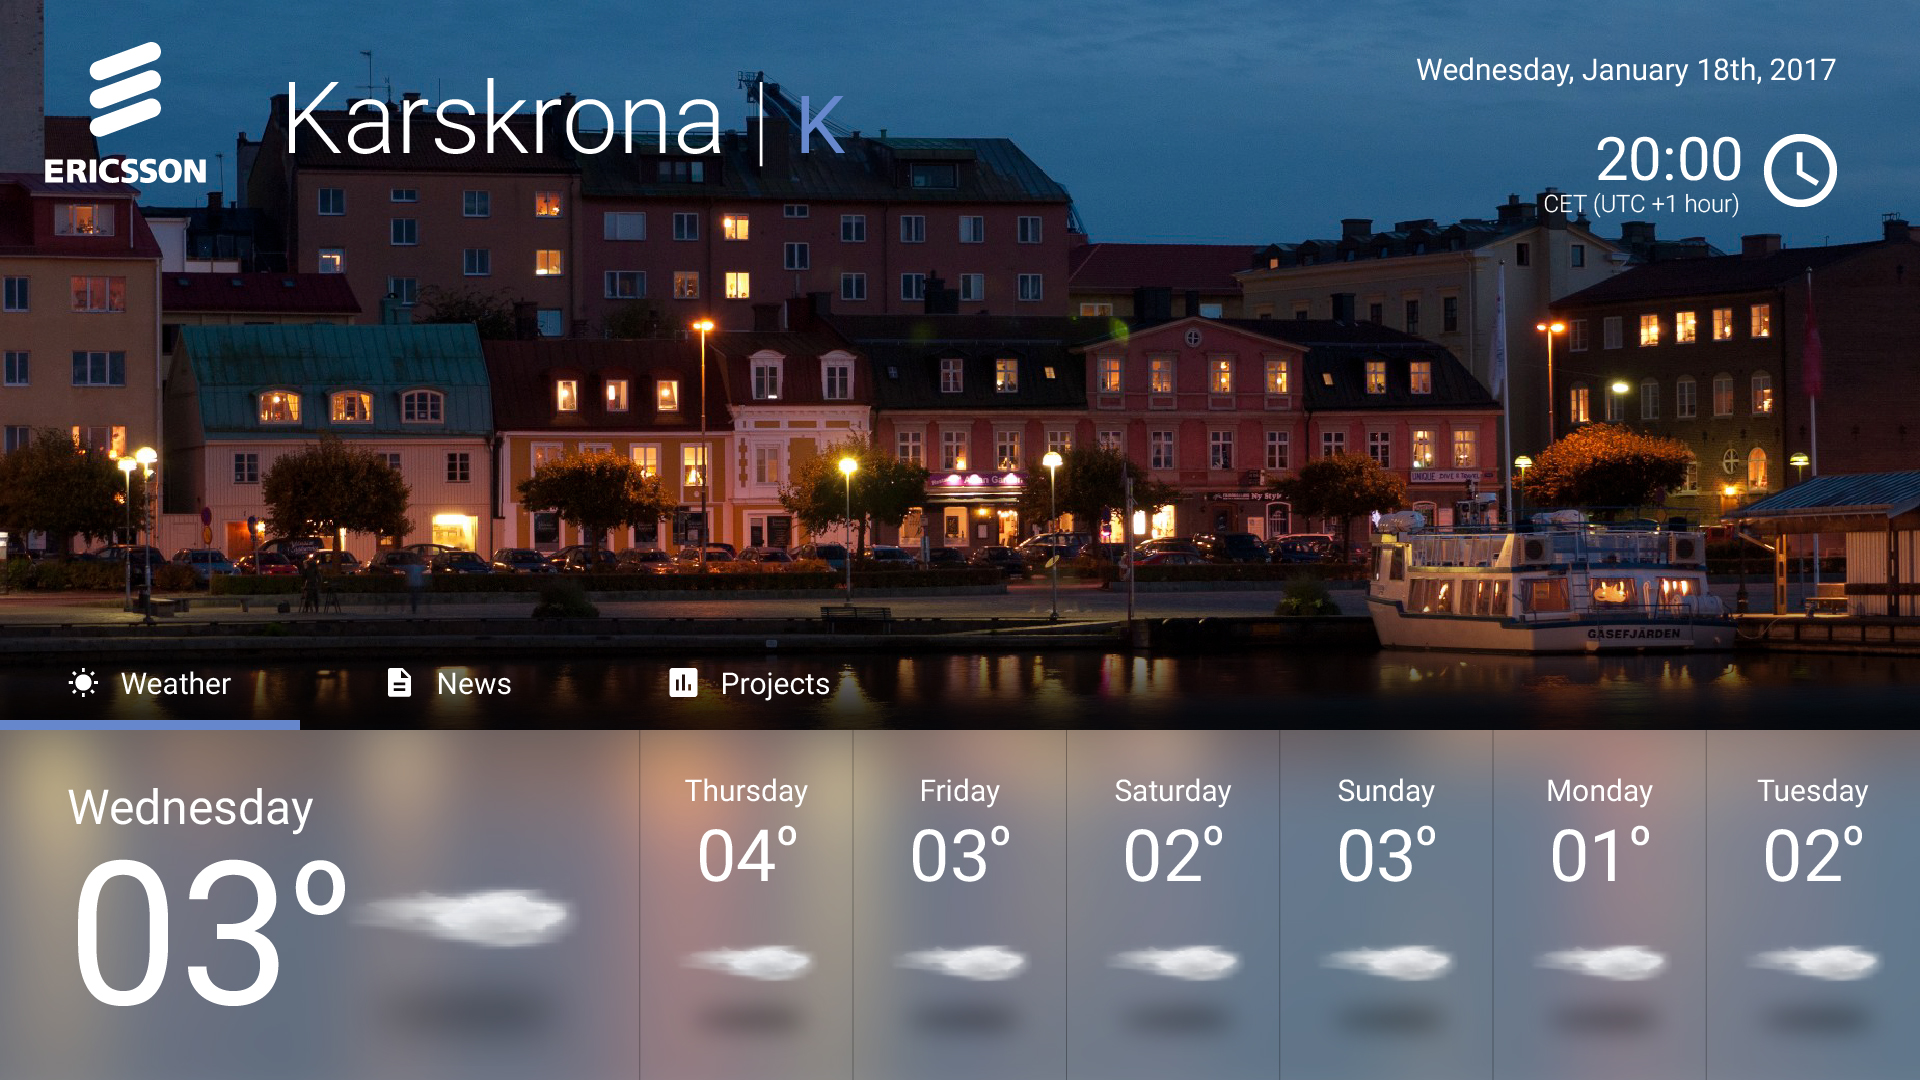 ERICSSON
Karskrona | K
Wednesday, January 18th, 2017
20:00
CET (UTC +1 hour)
GASEFJÄRDEN
Weather
News
Projects
Wednesday
03°
Thursday
04°
Friday
03°
Saturday
02°
Sunday
03°
Monday
01°
Tuesday
02°